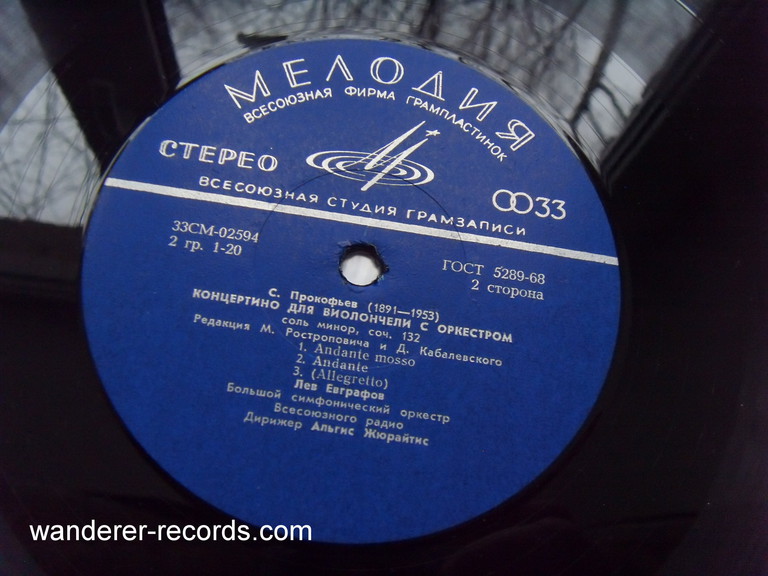 МЕЛОДИЯ
ВСЕСОЮЗНАЯ ФИРМА ГРАМПЛАСТИНОК
СТЕРЕО
33
ВСЕСОЮЗНАЯ СТУДИЯ ГРАМЗАПИСИ
33СМ-02594
2 гр. 1-20
ГОСТ 5289-68
2 сторона
С. Прокофьев (1891—1953)
КОНЦЕРТИНО ДЛЯ ВИОЛОНЧЕЛИ С ОРКЕСТРОМ
соль минор, соч. 132
Редакция М. Ростроповича и Д. Кабалевского
1. Andante mosso
2. Andante
3. (Allegretto)
Лев Евграфов
Большой симфонический оркестр
Всесоюзного радио
Дирижер Альгис Жюрайтис
wanderer-records.com